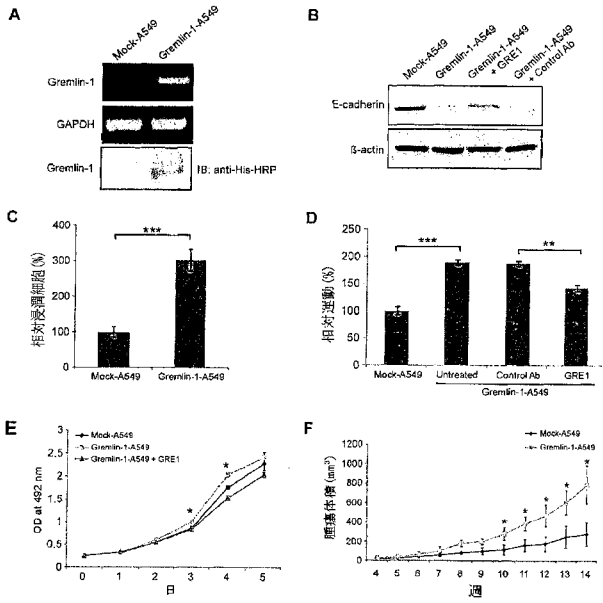 A
Mock-A549
Gremlin-1-A549
Gremlin-1
GAPDH
Gremlin-1
IB: anti-His-HRP
B
Mock-A549
Gremlin-1-A549
Gremlin-1-A549
+ GRE1
Gremlin-1-A549
+ Control Ab
E-cadherin
ß-actin
C
相対浸潤細胞(%)
400
300
200
100
0
***
Mock-A549
Gremlin-1-A549
D
相対運動(%)
250
200
150
100
50
0
***
**
Mock-A549
Untreated
Control Ab
GRE1
Gremlin-1-A549
E
OD at 492 nm
2.5
2
1.5
1
0.5
0
Mock-A549
Gremlin-1-A549
Gremlin-1-A549 + GRE1
*
*
0 1 2 3 4 5
日
F
腫瘍体積(mm³)
1200
1000
800
600
400
200
0
Mock-A549
Gremlin-1-A549
* * * * *
4 5 6 7 8 9 10 11 12 13 14
週